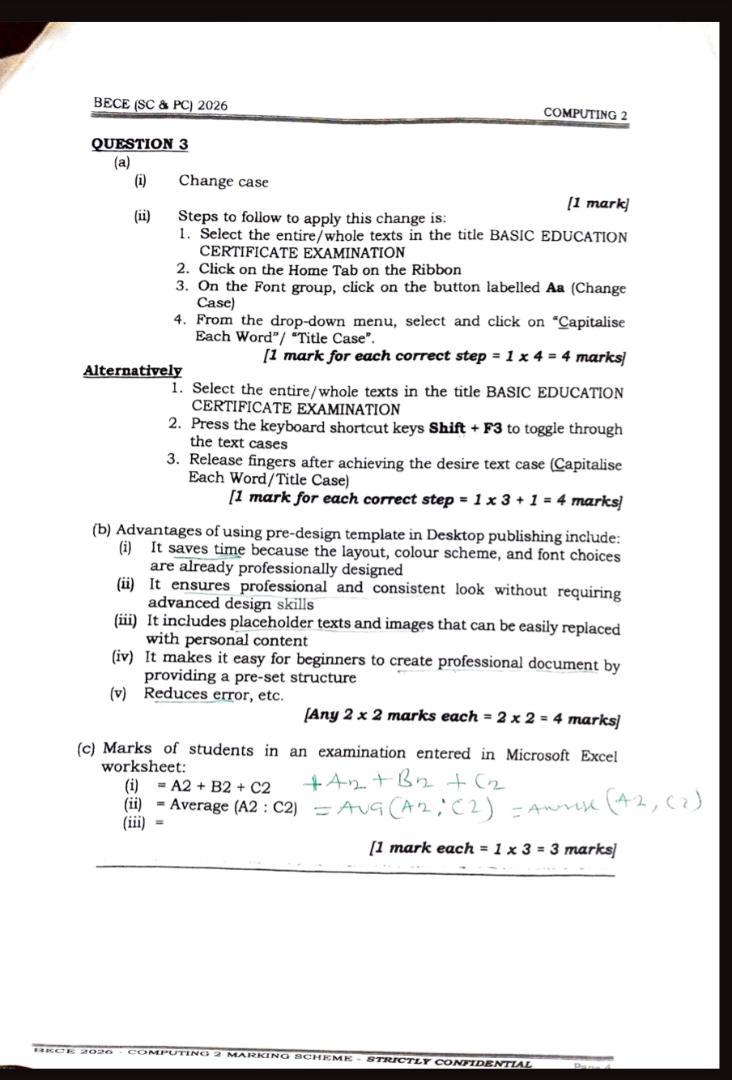 BECE (SC & PC) 2026
COMPUTING 2
QUESTION 3
(a)
(i) Change case
[1 mark]
(ii) Steps to follow to apply this change is:
1. Select the entire/whole texts in the title BASIC EDUCATION
CERTIFICATE EXAMINATION
2. Click on the Home Tab on the Ribbon
3. On the Font group, click on the button labelled Aa (Change
Case)
4. From the drop-down menu, select and click on "Capitalise
Each Word"/ "Title Case".
[1 mark for each correct step = 1 x 4 = 4 marks]
Alternatively
1. Select the entire/whole texts in the title BASIC EDUCATION
CERTIFICATE EXAMINATION
2. Press the keyboard shortcut keys Shift + F3 to toggle through
the text cases
3. Release fingers after achieving the desire text case (Capitalise
Each Word/Title Case)
[1 mark for each correct step = 1 x 3 + 1 = 4 marks]
(b) Advantages of using pre-design template in Desktop publishing include:
(i) It saves time because the layout, colour scheme, and font choices
are already professionally designed
(ii) It ensures professional and consistent look without requiring
advanced design skills
(iii) It includes placeholder texts and images that can be easily replaced
with personal content
(iv) It makes it easy for beginners to create professional document by
providing a pre-set structure
(v) Reduces error, etc.
[Any 2 x 2 marks each = 2 x 2 = 4 marks]
(c) Marks of students in an examination entered in Microsoft Excel
worksheet:
(i) = A2 + B2 + C2 +A2 + B2 + C2
(ii) = Average (A2 : C2) = AVG(A2:C2) = (A2, C2)
(iii) =
[1 mark each = 1 x 3 = 3 marks]
BECE 2026 - COMPUTING 2 MARKING SCHEME - STRICTLY CONFIDENTIAL